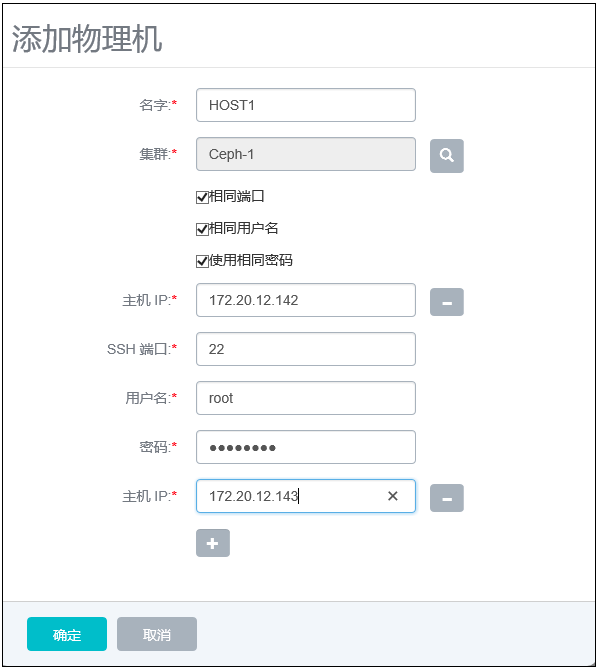 添加物理机
名字:* HOST1
集群:* Ceph-1
相同端口
相同用户名
使用相同密码
主机 IP:* 172.20.12.142
SSH 端口:* 22
用户名:* root
密码:* ●●●●●●●●
主机 IP:* 172.20.12.143
确定 取消